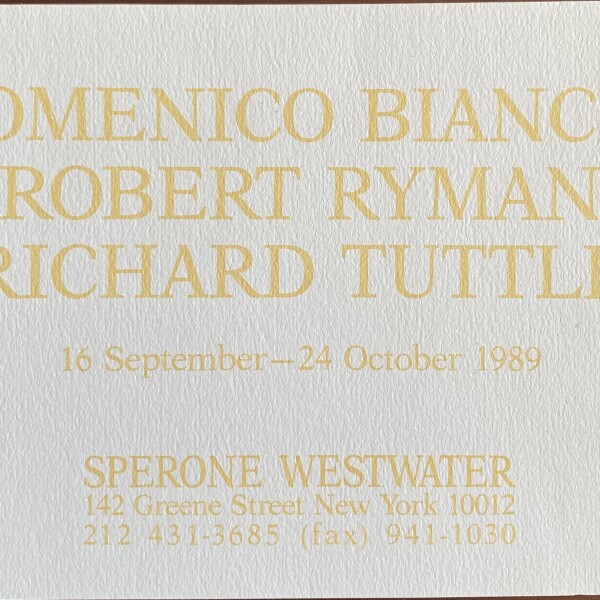 OMENICO BIANC
ROBERT RYMAN
RICHARD TUTTL
16 September–24 October 1989
SPERONE WESTWATER
142 Greene Street New York 10012
212 431-3685 (fax) 941-1030